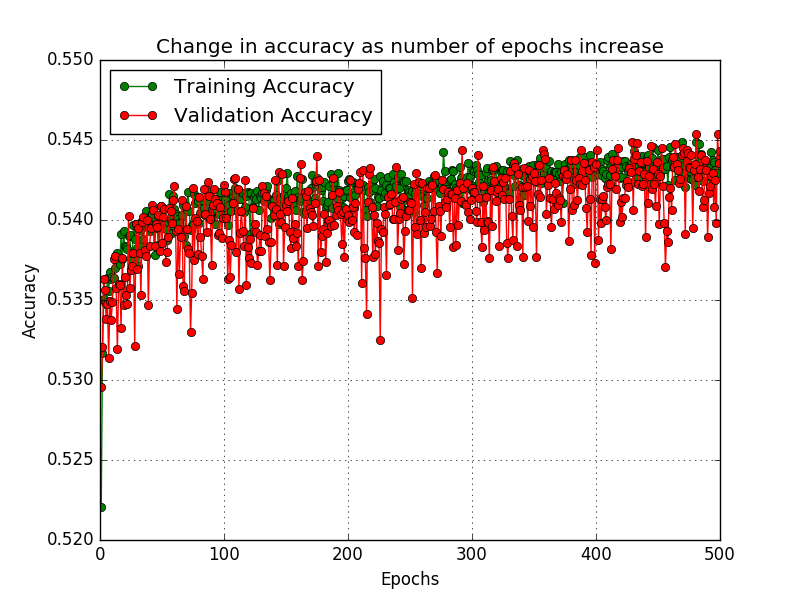 Change in accuracy as number of epochs increase
0.550
Training Accuracy
Validation Accuracy
0.545
0.540
0.535
0.530
0.525
0.520
Accuracy
0
100
200
300
400
500
Epochs